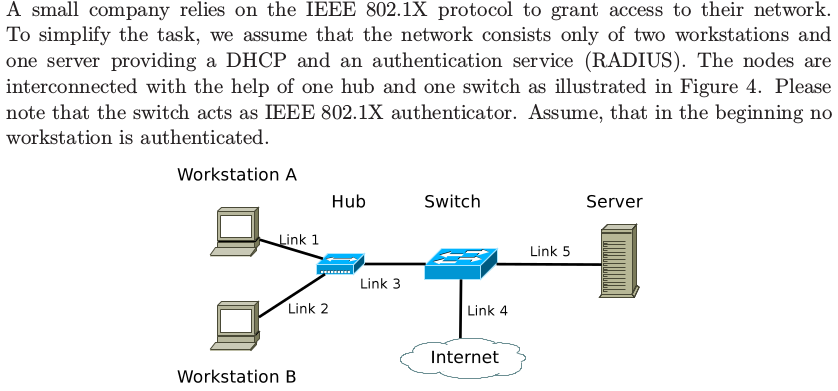 A small company relies on the IEEE 802.1X protocol to grant access to their network.
To simplify the task, we assume that the network consists only of two workstations and
one server providing a DHCP and an authentication service (RADIUS). The nodes are
interconnected with the help of one hub and one switch as illustrated in Figure 4. Please
note that the switch acts as IEEE 802.1X authenticator. Assume, that in the beginning no
workstation is authenticated.
Workstation A
Hub
Switch
Server
Link 1
Link 5
Link 3
Link 2
Link 4
Internet
Workstation B